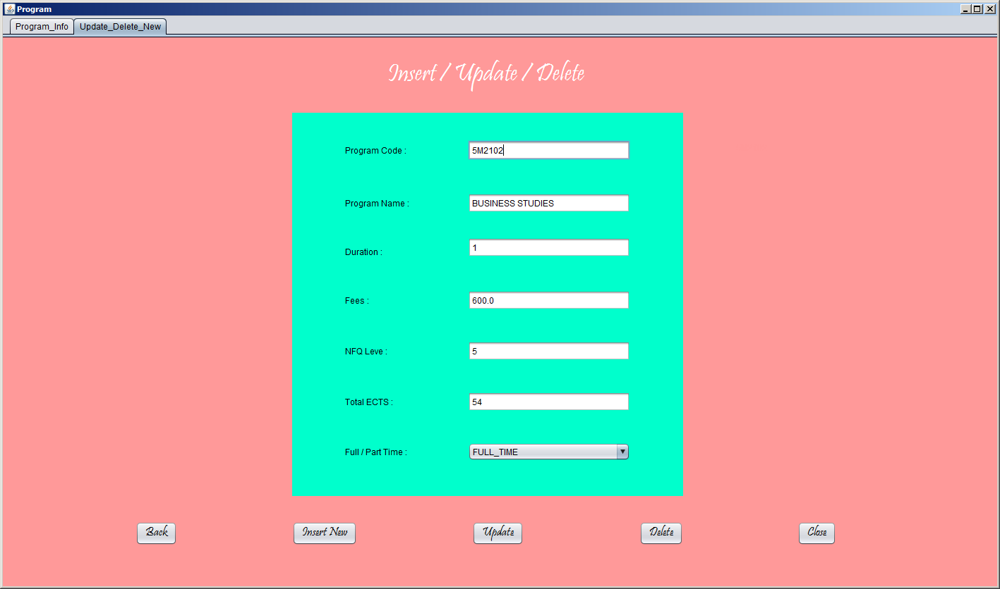 Program
Program_Info Update_Delete_New
Insert / Update / Delete
Program Code : 5M2102
Program Name : BUSINESS STUDIES
Duration : 1
Fees : 600.0
NFQ Leve : 5
Total ECTS : 54
Full / Part Time : FULL_TIME
Back Insert New Update Delete Close